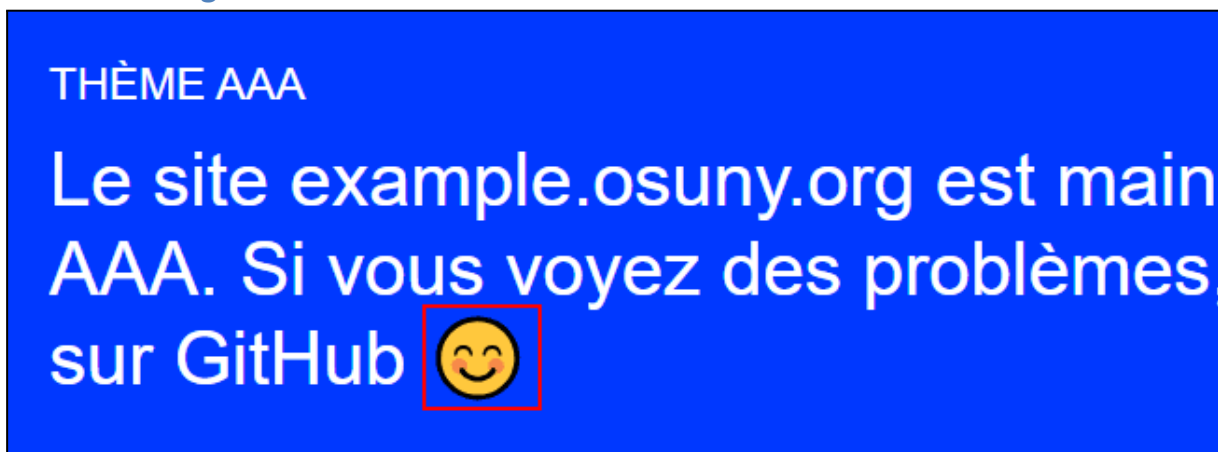 THÈME AAA
Le site example.osuny.org est main
AAA. Si vous voyez des problèmes,
sur GitHub 😊